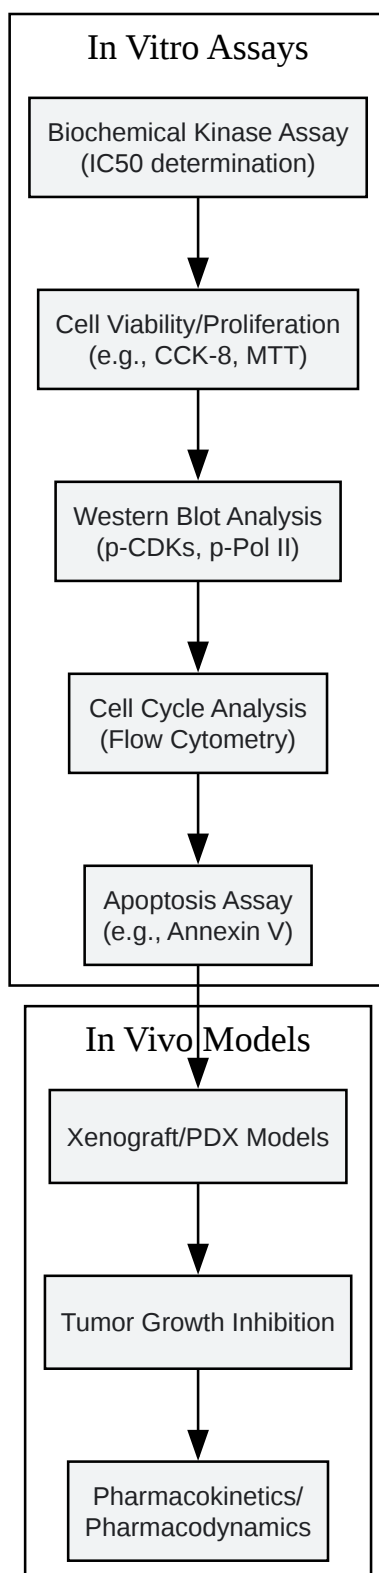 In Vitro Assays
Biochemical Kinase Assay
(IC50 determination)
Cell Viability/Proliferation
(e.g., CCK-8, MTT)
Western Blot Analysis
(p-CDKs, p-Pol II)
Cell Cycle Analysis
(Flow Cytometry)
Apoptosis Assay
(e.g., Annexin V)
In Vivo Models
Xenograft/PDX Models
Tumor Growth Inhibition
Pharmacokinetics/
Pharmacodynamics